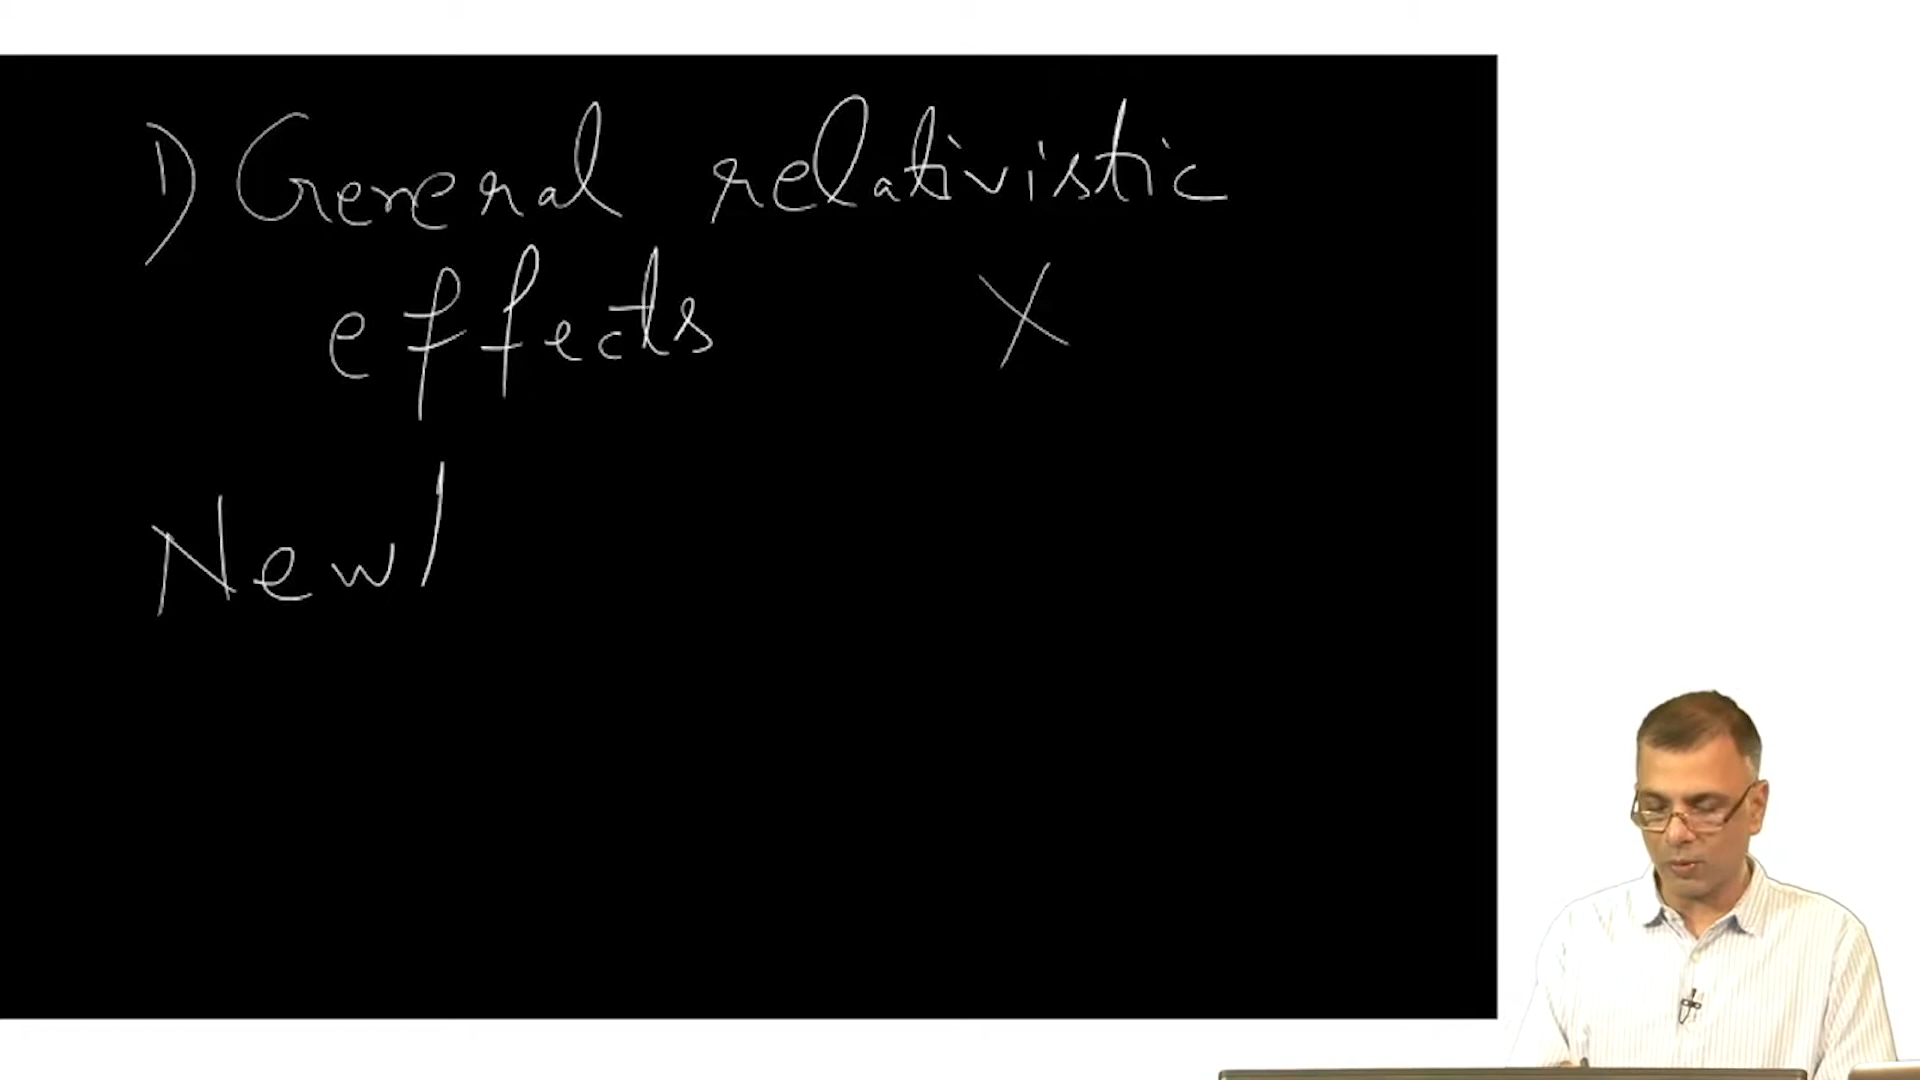 1) General relativistic
effects X
New